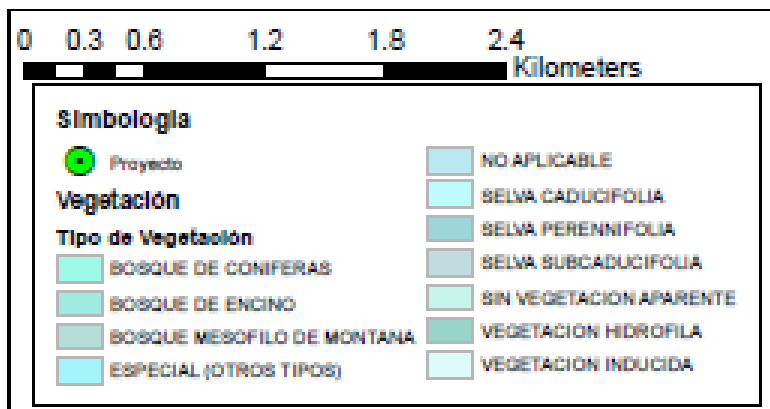 0 0.3 0.6 1.2 1.8 2.4
Kilometers
Simbologia
Proyecto
Vegetación
Tipo de Vegetación
BOSQUE DE CONIFERAS
BOSQUE DE ENCINO
BOSQUE MESOFILO DE MONTANA
ESPECIAL (OTROS TIPOS)
NO APLICABLE
SELVA CADUCIFOLIA
SELVA PERENNIFOLIA
SELVA SUBCADUCIFOLIA
SIN VEGETACION APARENTE
VEGETACION HIDROFILA
VEGETACION INDUCIDA